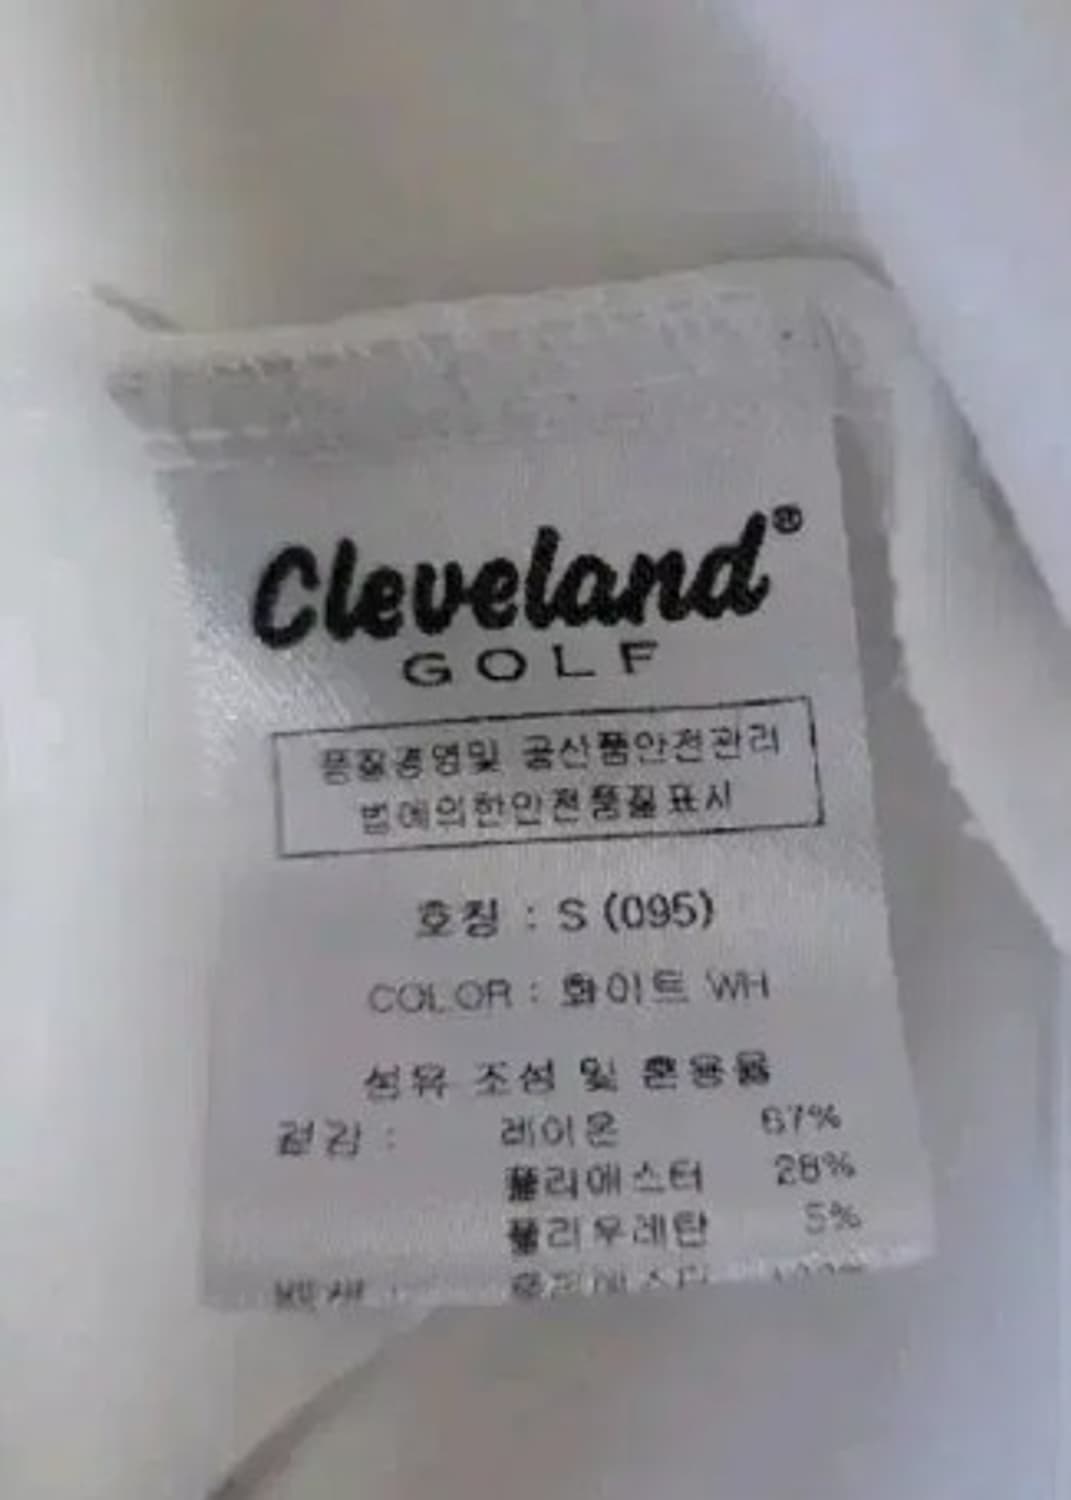 Cleveland®
GOLF
품질경영및 공산품안전관리
법에의한안전품질표시
호칭 : S (095)
COLOR : 화이트 WH
섬유 조성 및 혼용율
겉감 : 레이온 67%
폴리에스터 28%
폴리우레탄 5%